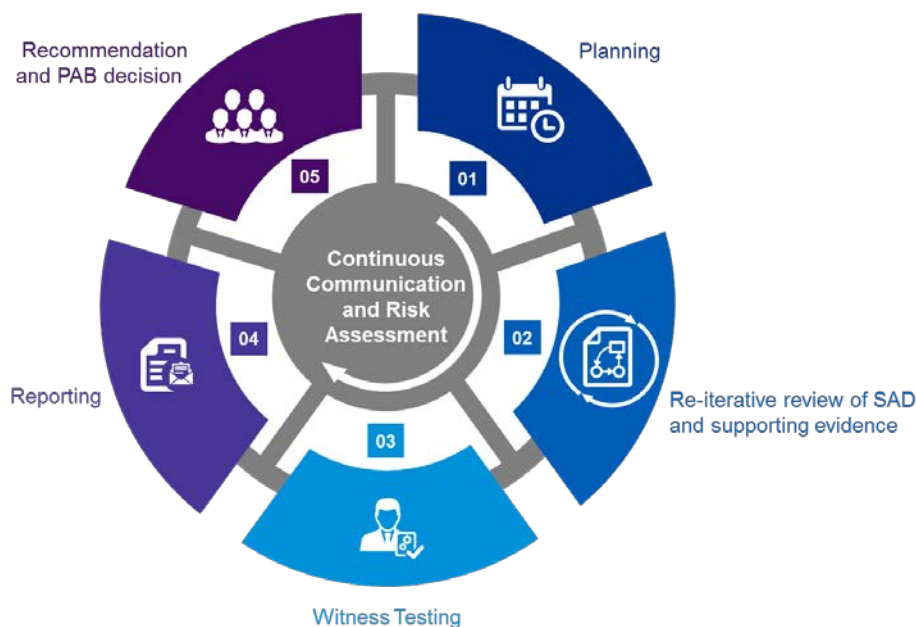 Planning
01
Re-iterative review of SAD
and supporting evidence
02
Witness Testing
03
Reporting
04
Recommendation
and PAB decision
05
Continuous
Communication
and Risk
Assessment